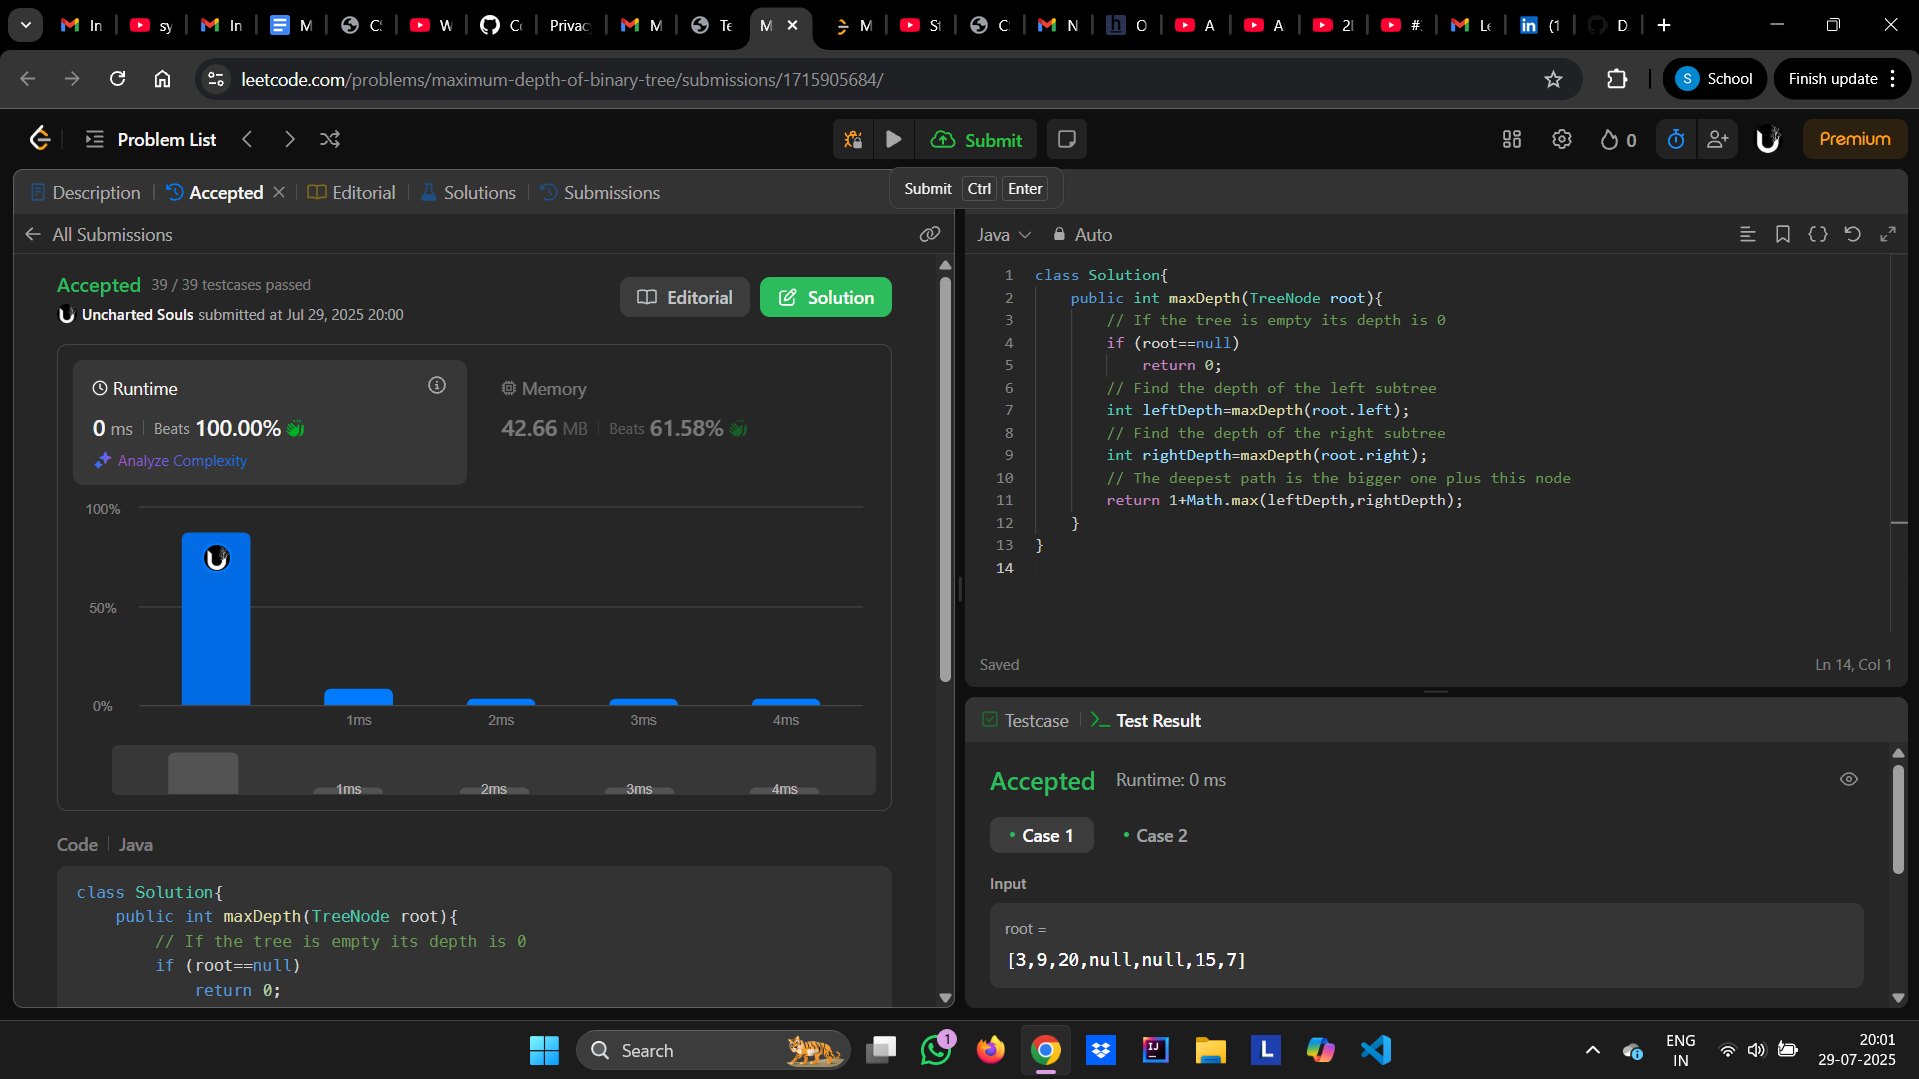 In
sy
In
M
CS
W
Co
Privac
M
Te
M
M
St
CS
N
O
A
A
2I
#
Le
(1
D
leetcode.com/problems/maximum-depth-of-binary-tree/submissions/1715905684/
S School
Finish update
Problem List
Submit
0
Premium
Submit Ctrl Enter
Description
Accepted
Editorial
Solutions
Submissions
All Submissions
Accepted 39 / 39 testcases passed
Uncharted Souls submitted at Jul 29, 2025 20:00
Editorial
Solution
Runtime
0 ms Beats 100.00%
Analyze Complexity
Memory
42.66 MB Beats 61.58%
100%
50%
0%
1ms 2ms 3ms 4ms
1ms 2ms 3ms 4ms
Code Java
class Solution{
public int maxDepth(TreeNode root){
// If the tree is empty its depth is 0
if (root==null)
return 0;
Java Auto
1 class Solution{
2 public int maxDepth(TreeNode root){
3 // If the tree is empty its depth is 0
4 if (root==null)
5 return 0;
6 // Find the depth of the left subtree
7 int leftDepth=maxDepth(root.left);
8 // Find the depth of the right subtree
9 int rightDepth=maxDepth(root.right);
10 // The deepest path is the bigger one plus this node
11 return 1+Math.max(leftDepth,rightDepth);
12 }
13 }
14
Saved
Ln 14, Col 1
Testcase
Test Result
Accepted Runtime: 0 ms
Case 1
Case 2
Input
root =
[3,9,20,null,null,15,7]
Search
1
IJ
L
ENG
IN
20:01
29-07-2025